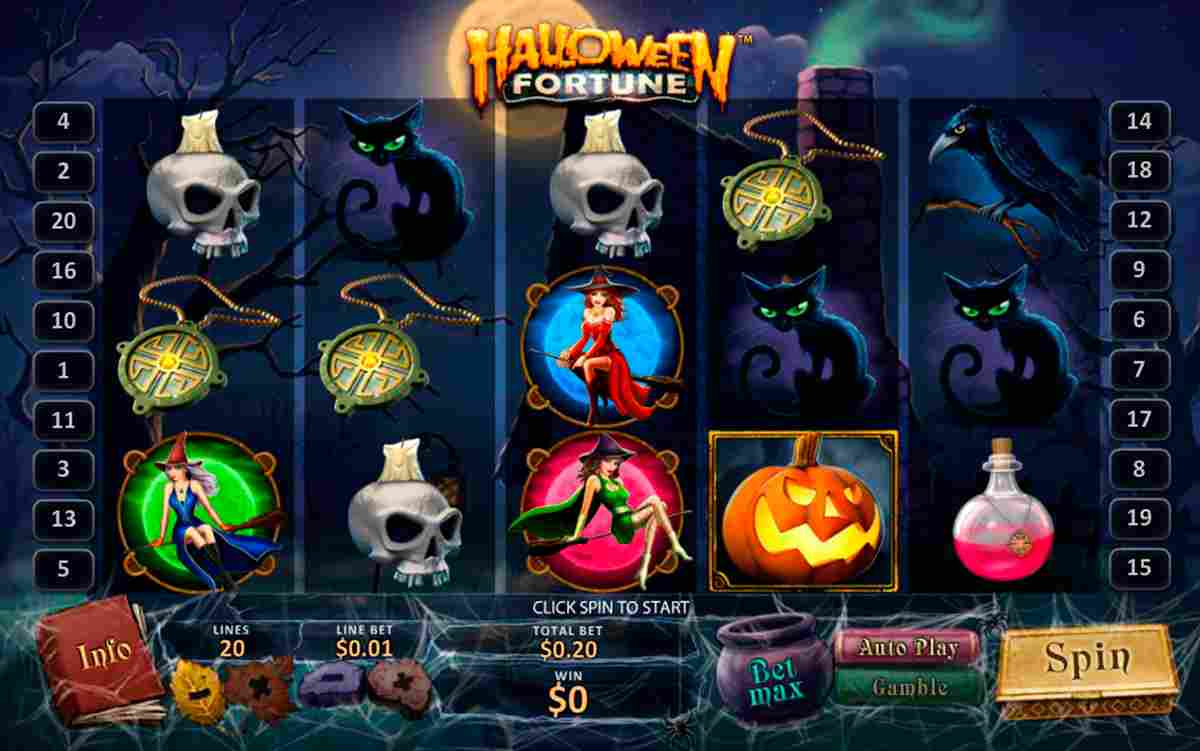 HALLOWEEN™
FORTUNE
4
2
20
16
10
1
11
3
13
5
14
18
12
9
6
7
17
8
19
15
CLICK SPIN TO START
Info
LINES
20
LINE BET
$0.01
TOTAL BET
$0.20
WIN
$0
Bet
max
Auto Play
Gamble
Spin